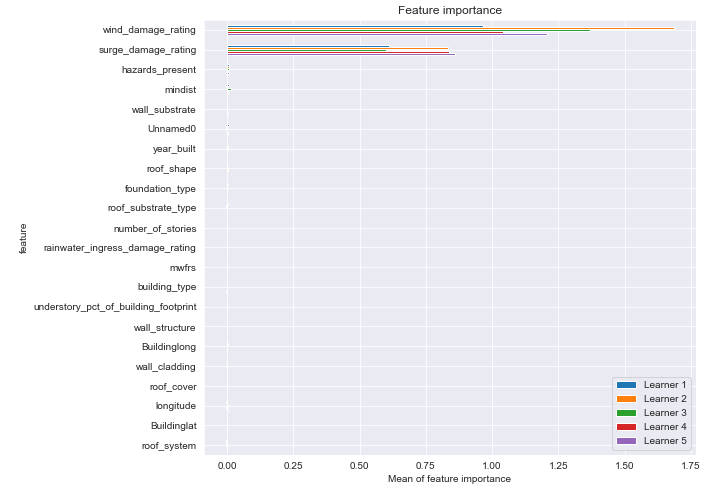 Feature importance
wind_damage_rating
surge_damage_rating
hazards_present
mindist
wall_substrate
Unnamed0
year_built
roof_shape
foundation_type
roof_substrate_type
number_of_stories
rainwater_ingress_damage_rating
mwfrs
building_type
understory_pct_of_building_footprint
wall_structure
Buildinglong
wall_cladding
roof_cover
longitude
Buildinglat
roof_system
feature
Learner 1
Learner 2
Learner 3
Learner 4
Learner 5
0.00 0.25 0.50 0.75 1.00 1.25 1.50 1.75
Mean of feature importance